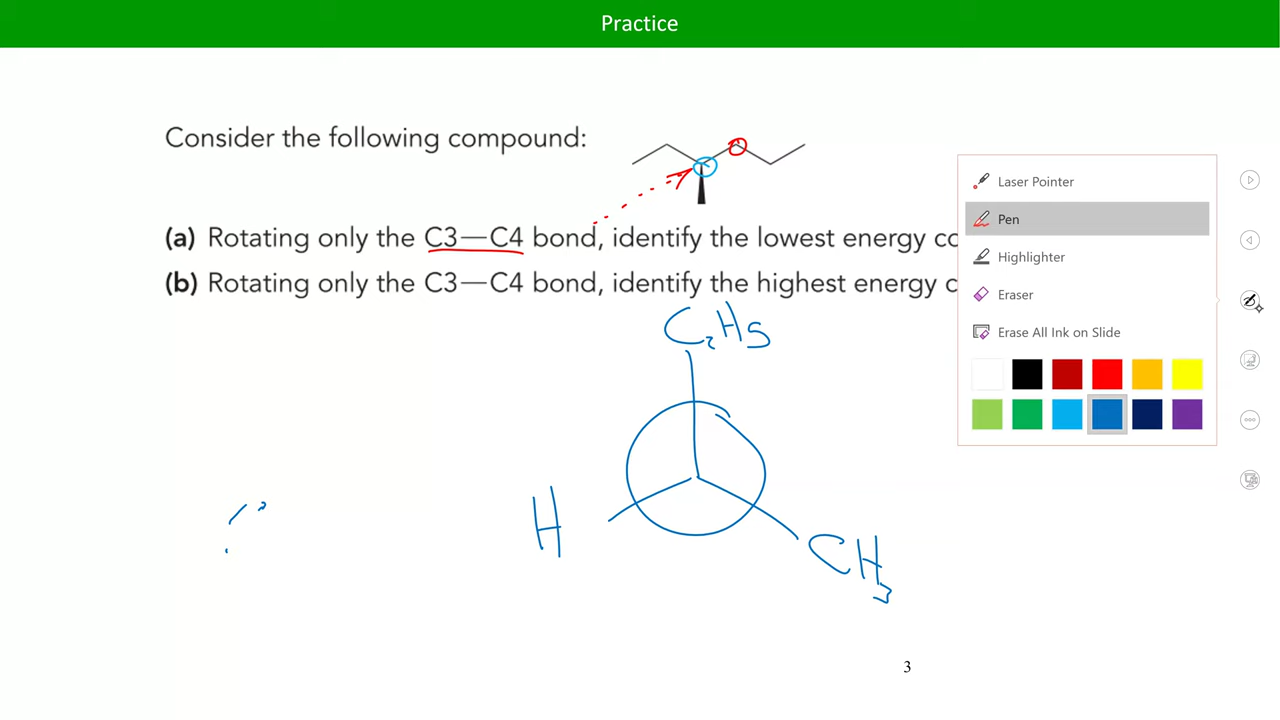 Practice
Consider the following compound:
(a) Rotating only the C3—C4 bond, identify the lowest energy co
(b) Rotating only the C3—C4 bond, identify the highest energy c
Laser Pointer
Pen
Highlighter
Eraser
Erase All Ink on Slide
C₂H5
H
CH3
3